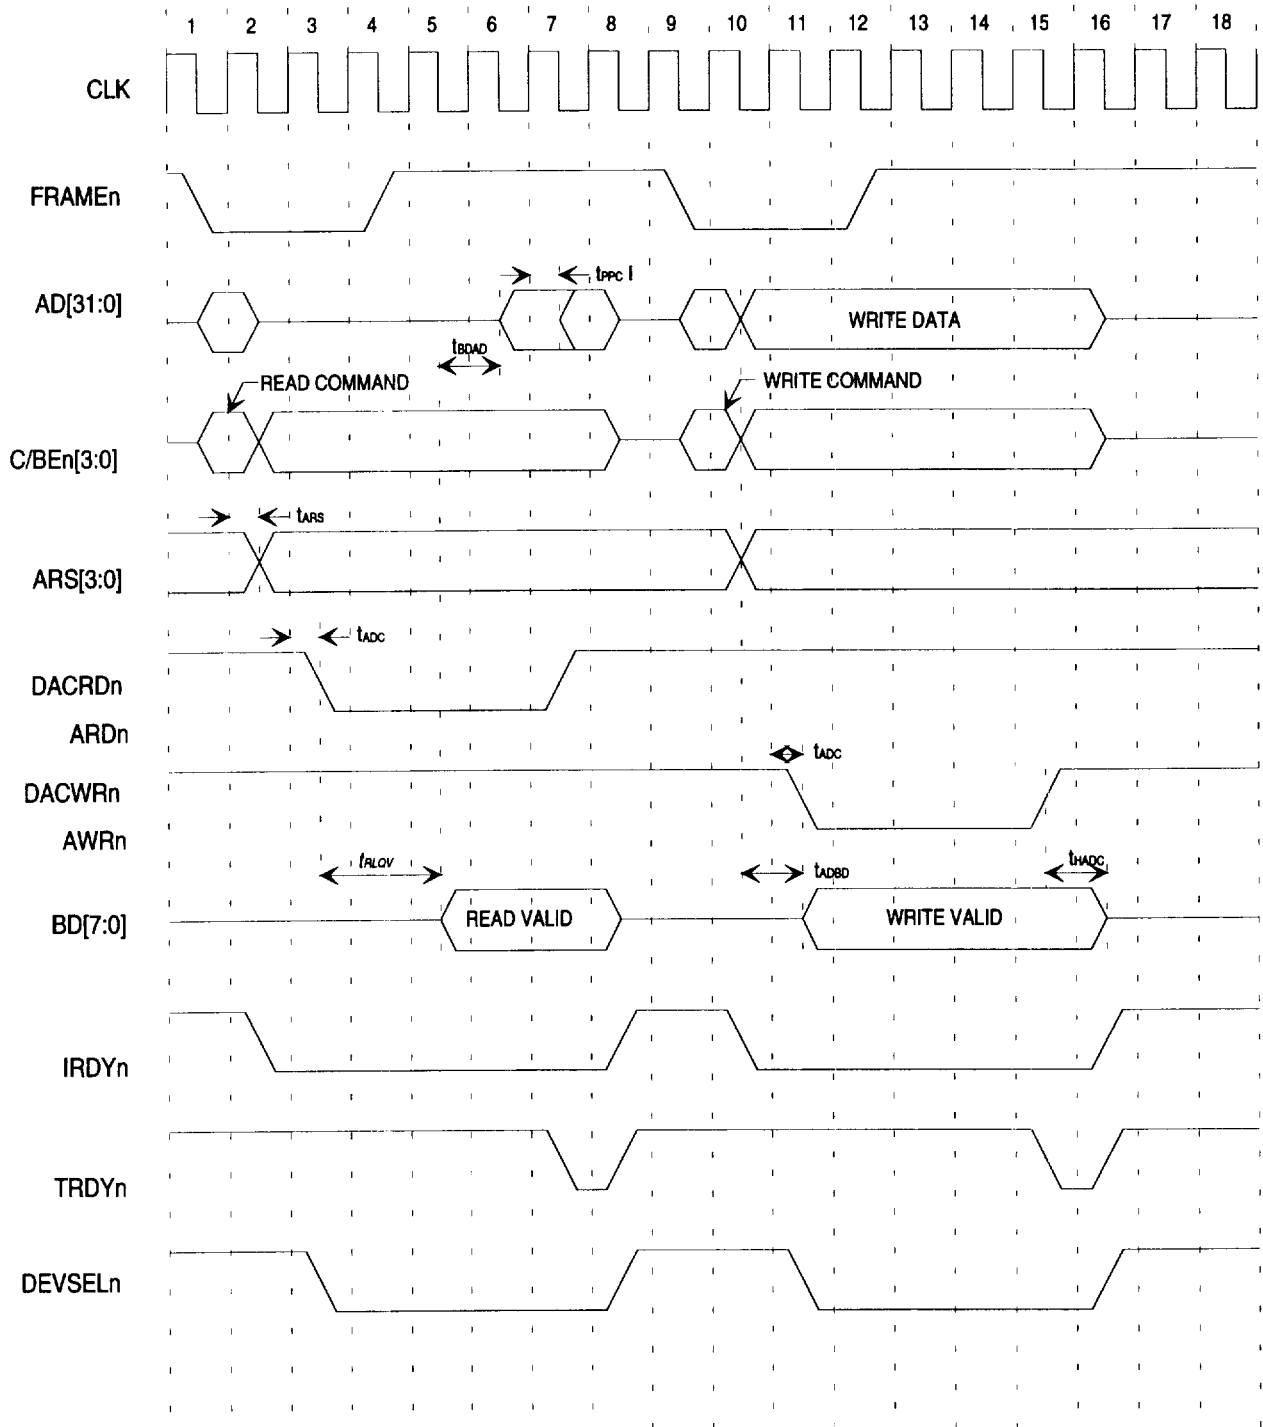 1 2 3 4 5 6 7 8 9 10 11 12 13 14 15 16 17 18
CLK
FRAMEn
tPPC I
AD[31:0]
WRITE DATA
tBDAD
READ COMMAND
WRITE COMMAND
C/BEn[3:0]
tARS
ARS[3:0]
tADC
DACRDn
ARDn
tADC
DACWRn
AWRn
tRLQV
tADBD
tHADC
BD[7:0]
READ VALID
WRITE VALID
IRDYn
TRDYn
DEVSELn